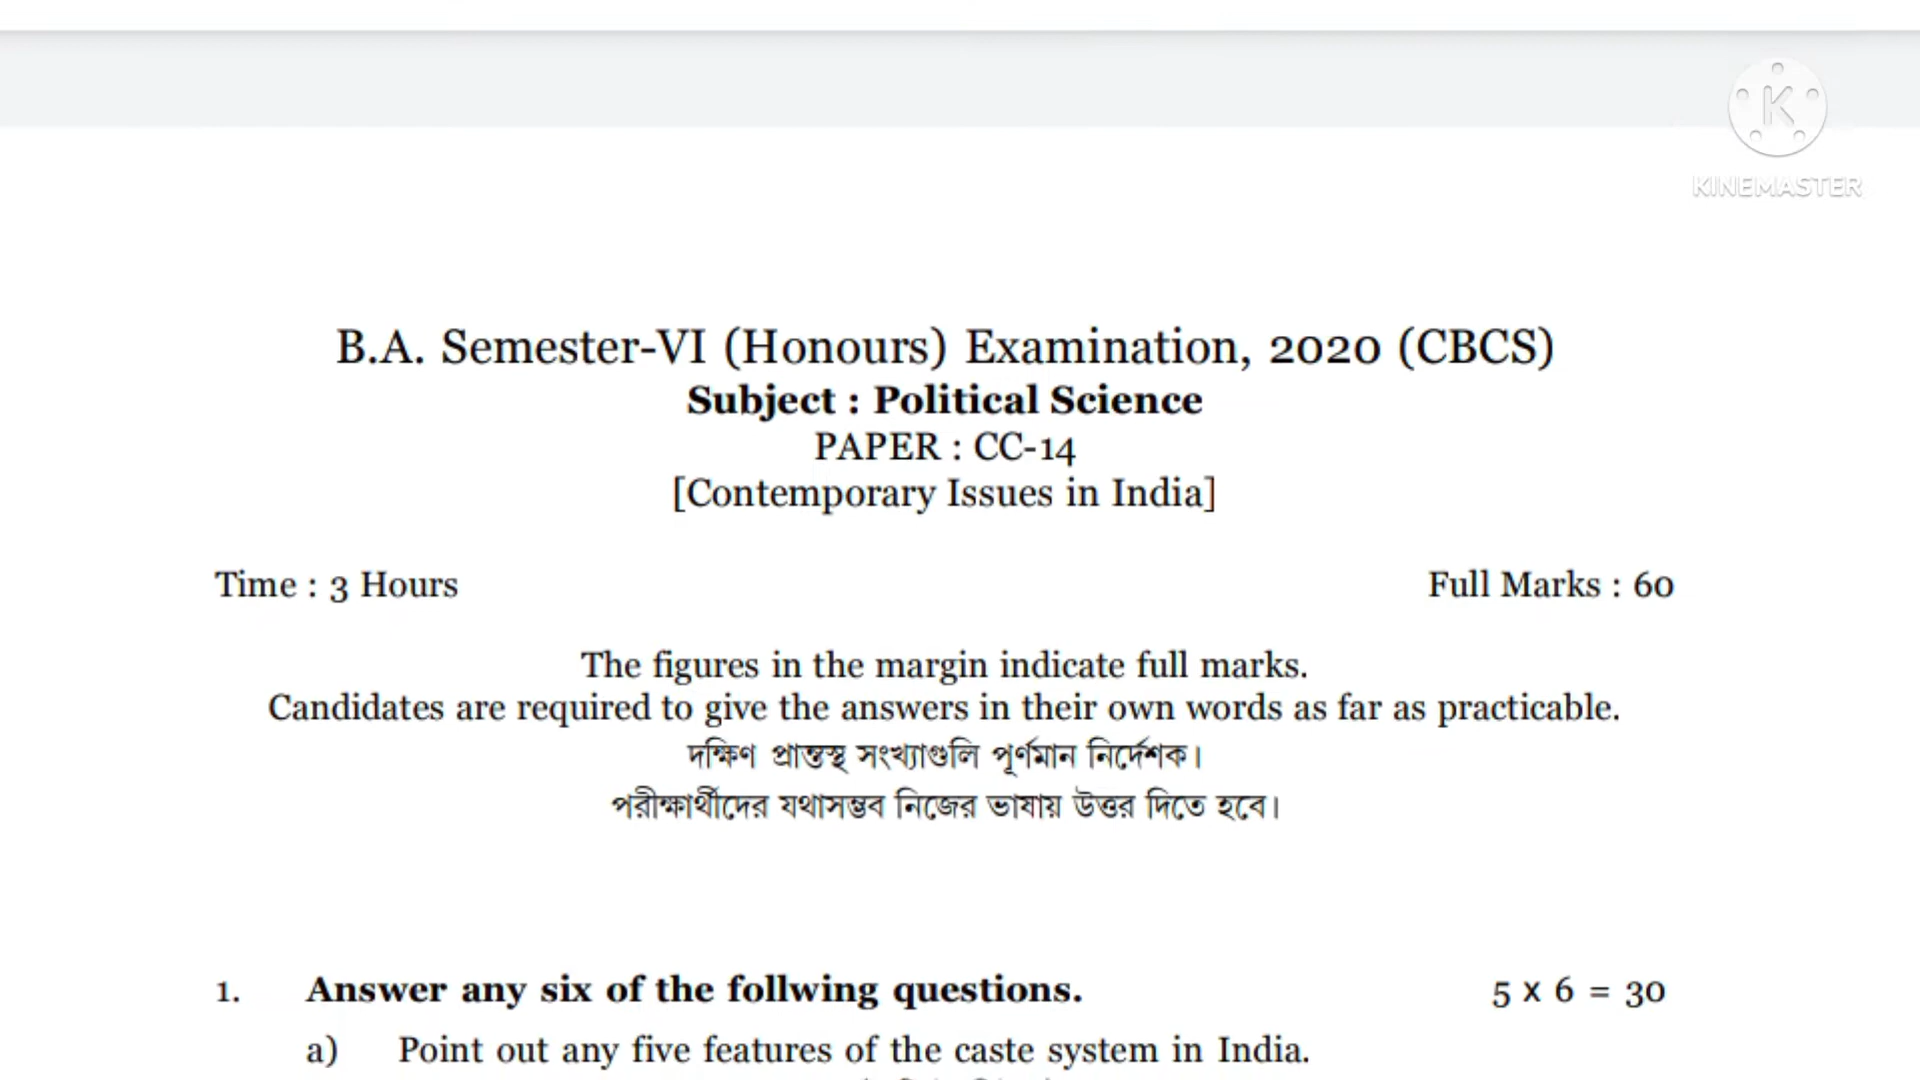 K
KINEMASTER
B.A. Semester-VI (Honours) Examination, 2020 (CBCS)
Subject : Political Science
PAPER : CC-14
[Contemporary Issues in India]
Time : 3 Hours Full Marks : 60
The figures in the margin indicate full marks.
Candidates are required to give the answers in their own words as far as practicable.
দক্ষিণ প্রান্তস্থ সংখ্যাগুলি পূর্ণমান নির্দেশক।
পরীক্ষার্থীদের যথাসম্ভব নিজের ভাষায় উত্তর দিতে হবে।
1. Answer any six of the follwing questions. 5 x 6 = 30
a) Point out any five features of the caste system in India.